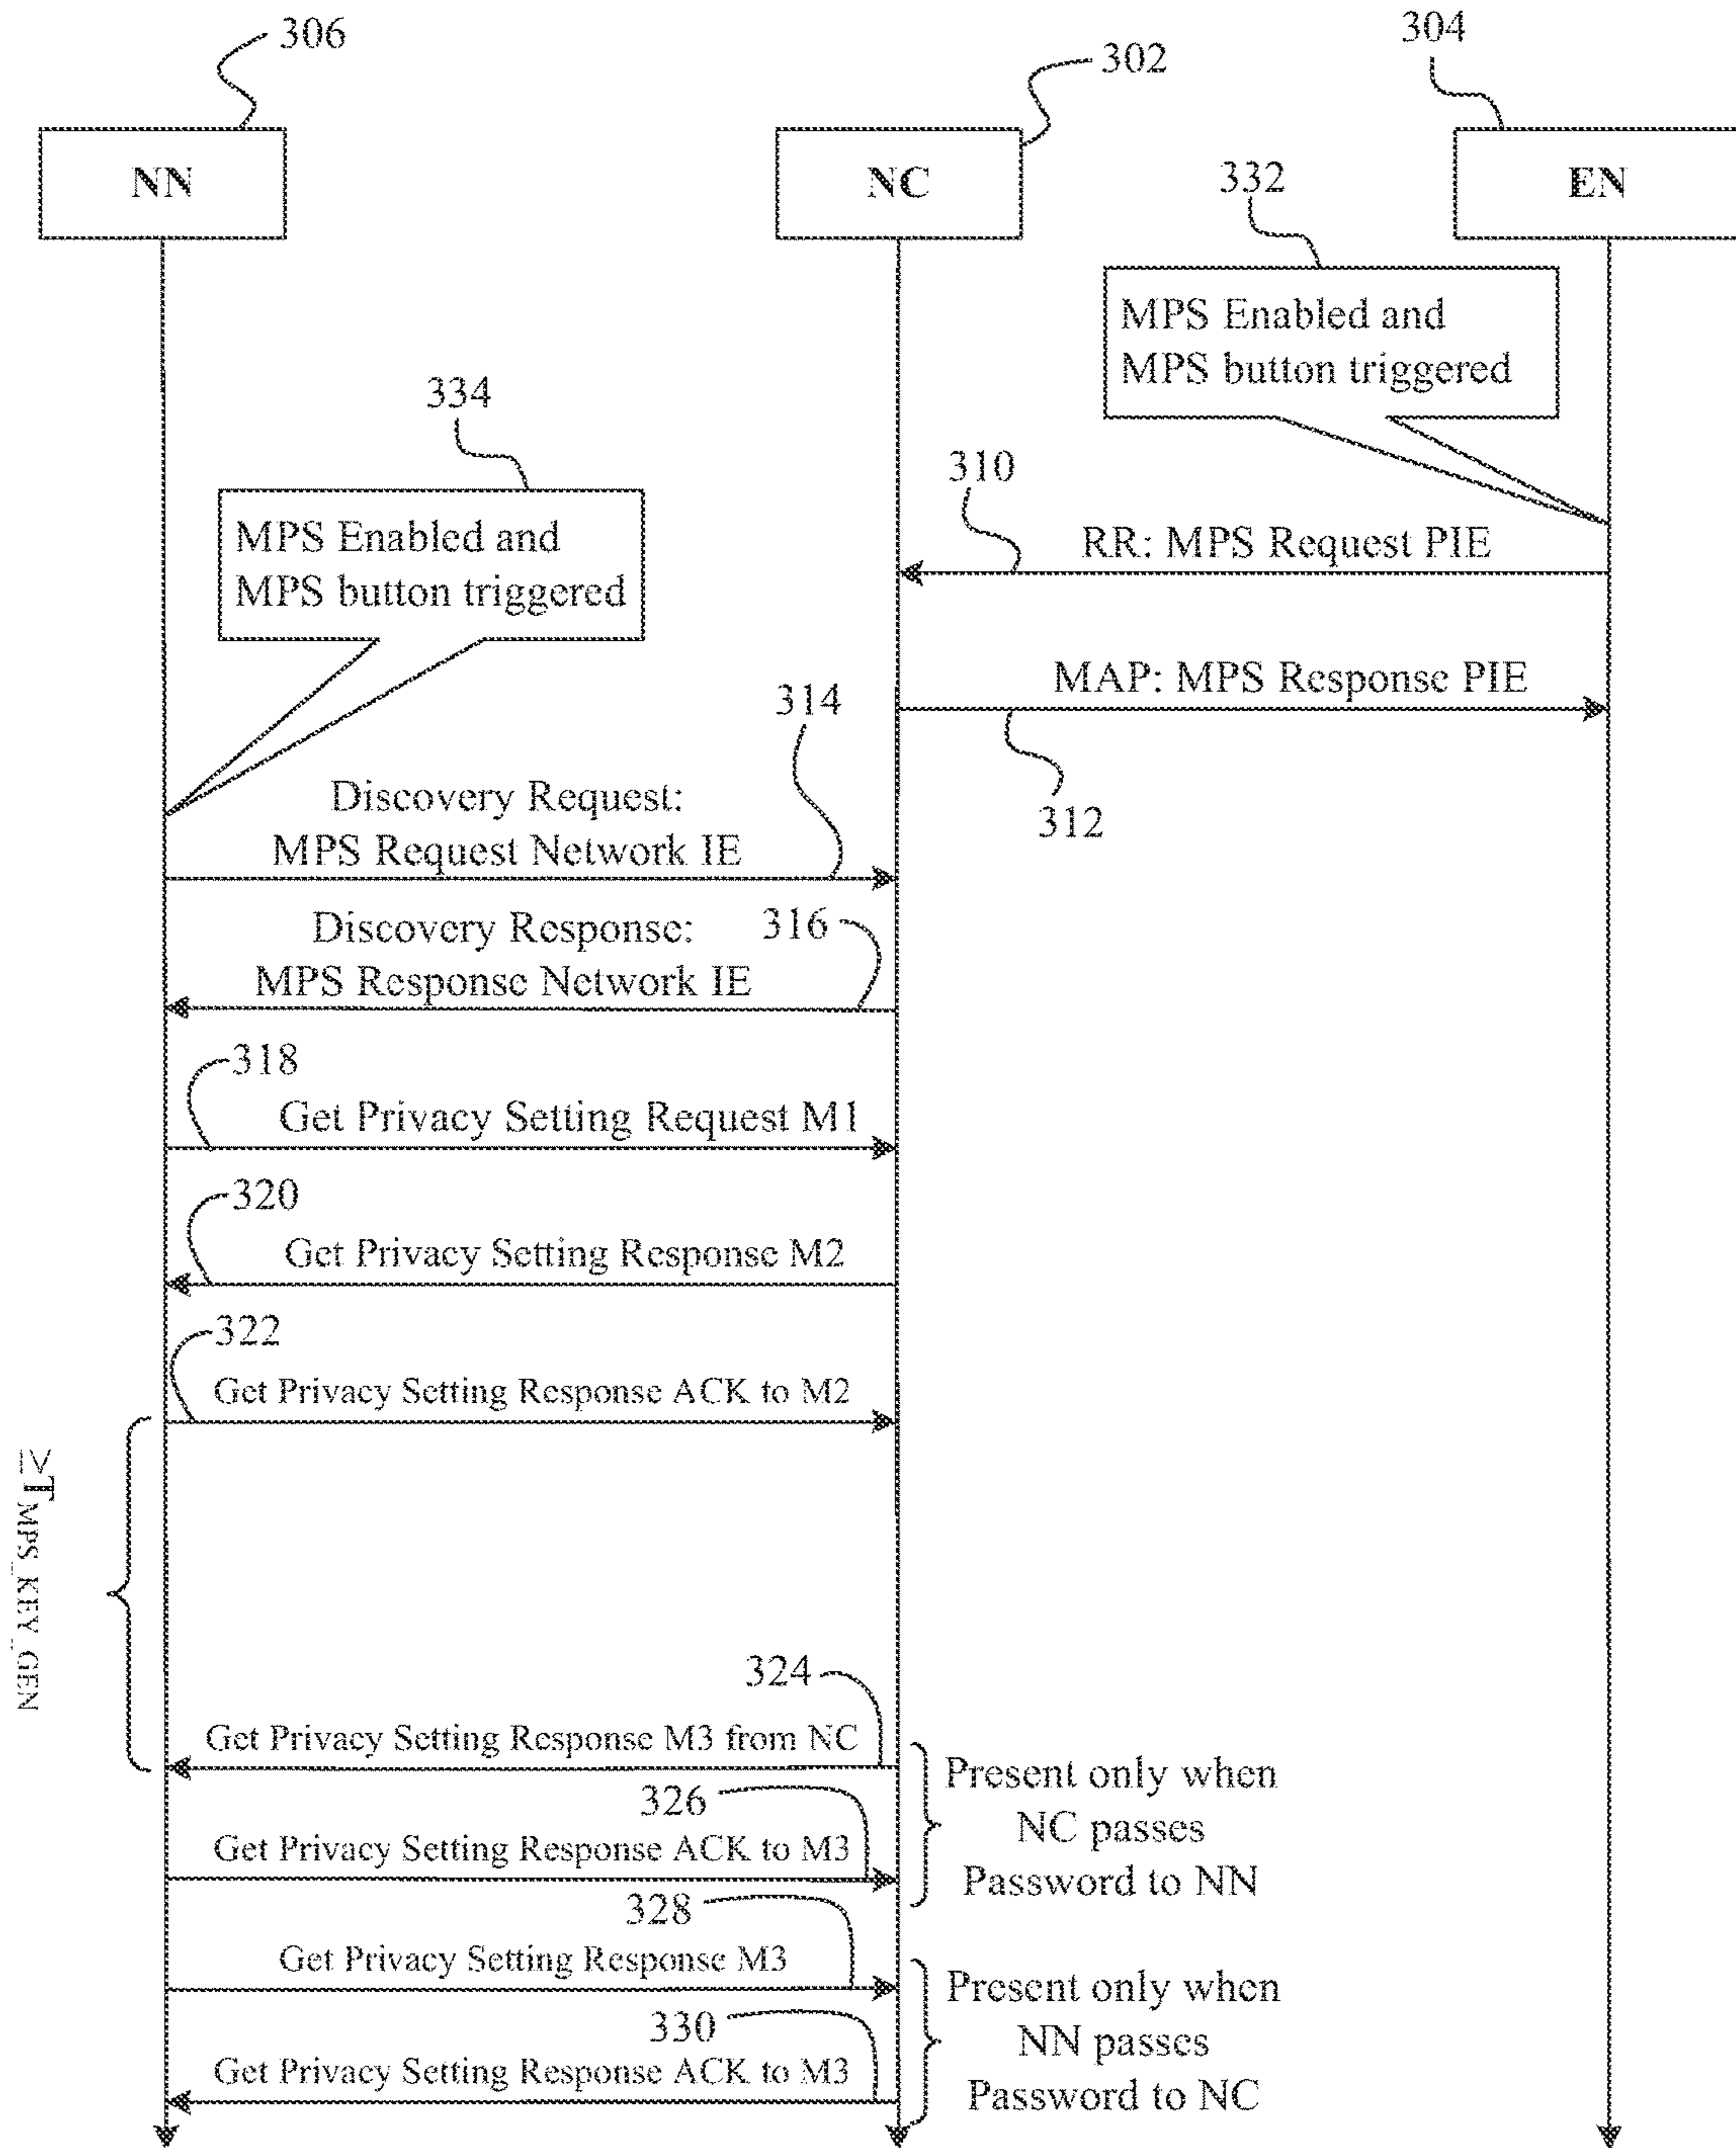 306
302
304
NN
NC
EN
332
MPS Enabled and
MPS button triggered
334
310
MPS Enabled and
MPS button triggered
RR: MPS Request PIE
MAP: MPS Response PIE
314
312
Discovery Request:
MPS Request Network IE
Discovery Response:
316
MPS Response Network IE
318
Get Privacy Setting Request M1
320
Get Privacy Setting Response M2
322
Get Privacy Setting Response ACK to M2
≥TMPS_KEY_GEN
324
Get Privacy Setting Response M3 from NC
326
Get Privacy Setting Response ACK to M3
Present only when
NC passes
Password to NN
328
Get Privacy Setting Response M3
330
Get Privacy Setting Response ACK to M3
Present only when
NN passes
Password to NC